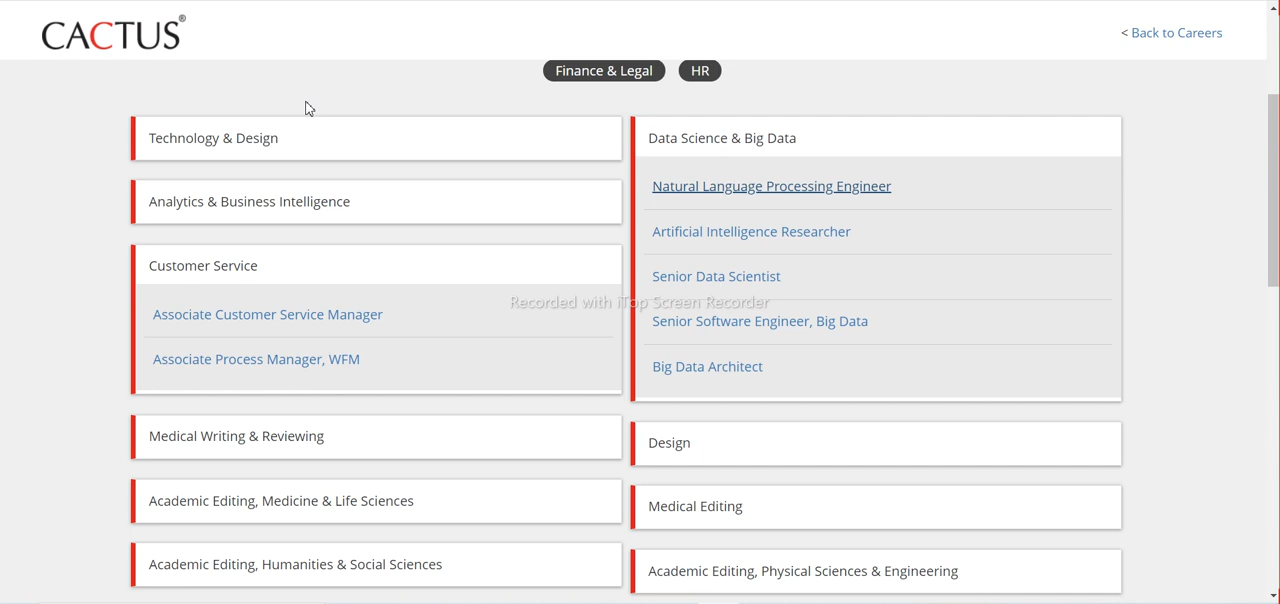 CACTUS®
< Back to Careers
Finance & Legal
HR
Technology & Design
Analytics & Business Intelligence
Customer Service
Associate Customer Service Manager
Associate Process Manager, WFM
Medical Writing & Reviewing
Academic Editing, Medicine & Life Sciences
Academic Editing, Humanities & Social Sciences
Data Science & Big Data
Natural Language Processing Engineer
Artificial Intelligence Researcher
Senior Data Scientist
Recorded with iTop Screen Recorder
Senior Software Engineer, Big Data
Big Data Architect
Design
Medical Editing
Academic Editing, Physical Sciences & Engineering